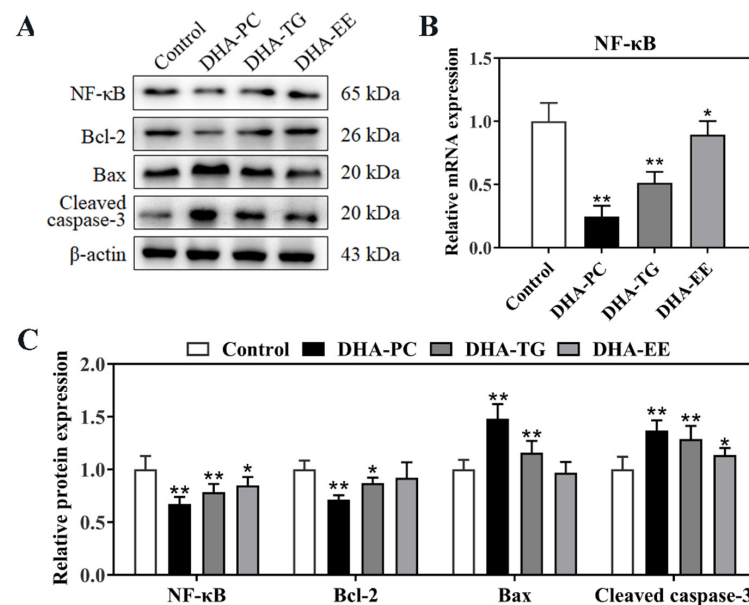 A
Control
DHA-PC
DHA-TG
DHA-EE
NF-κB
65 kDa
Bcl-2
26 kDa
Bax
20 kDa
Cleaved
caspase-3
20 kDa
β-actin
43 kDa
B
NF-κB
Relative mRNA expression
1.5
1.0
0.5
0.0
**
**
*
Control
DHA-PC
DHA-TG
DHA-EE
C
Control DHA-PC DHA-TG DHA-EE
Relative protein expression
2.0
1.5
1.0
0.5
0.0
** ** *
** *
** **
** ** *
NF-κB Bcl-2 Bax Cleaved caspase-3